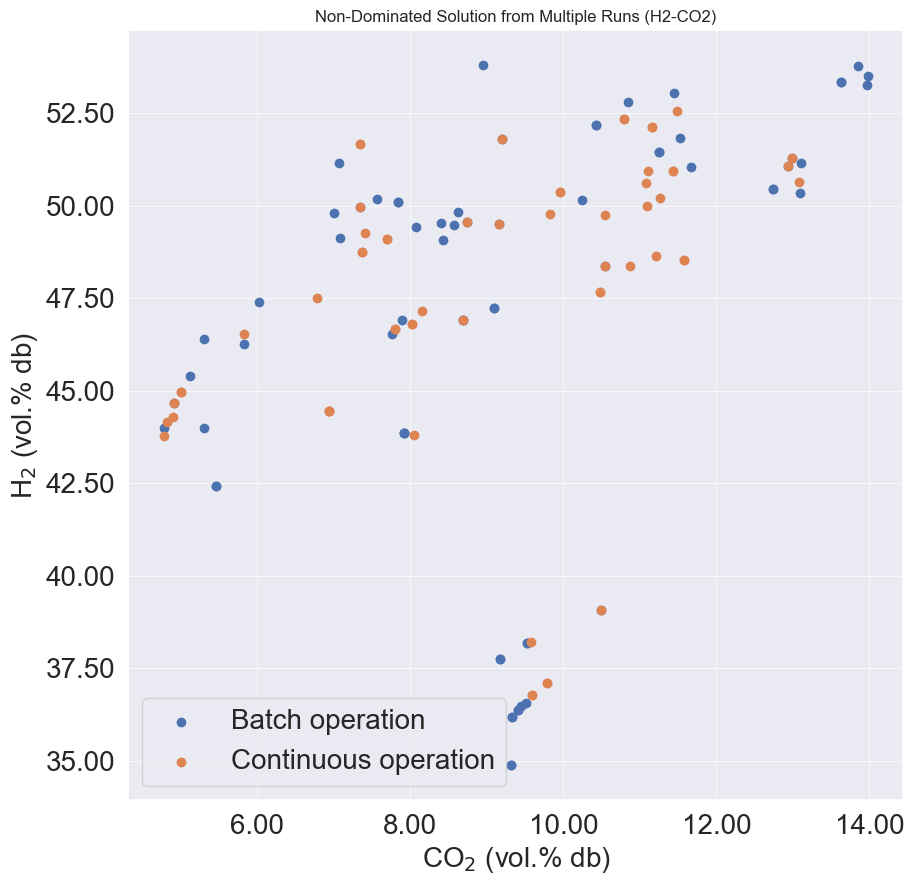 Non-Dominated Solution from Multiple Runs (H2-CO2)
52.50
50.00
47.50
45.00
42.50
40.00
37.50
35.00
H₂ (vol.% db)
Batch operation
Continuous operation
6.00 8.00 10.00 12.00 14.00
CO₂ (vol.% db)